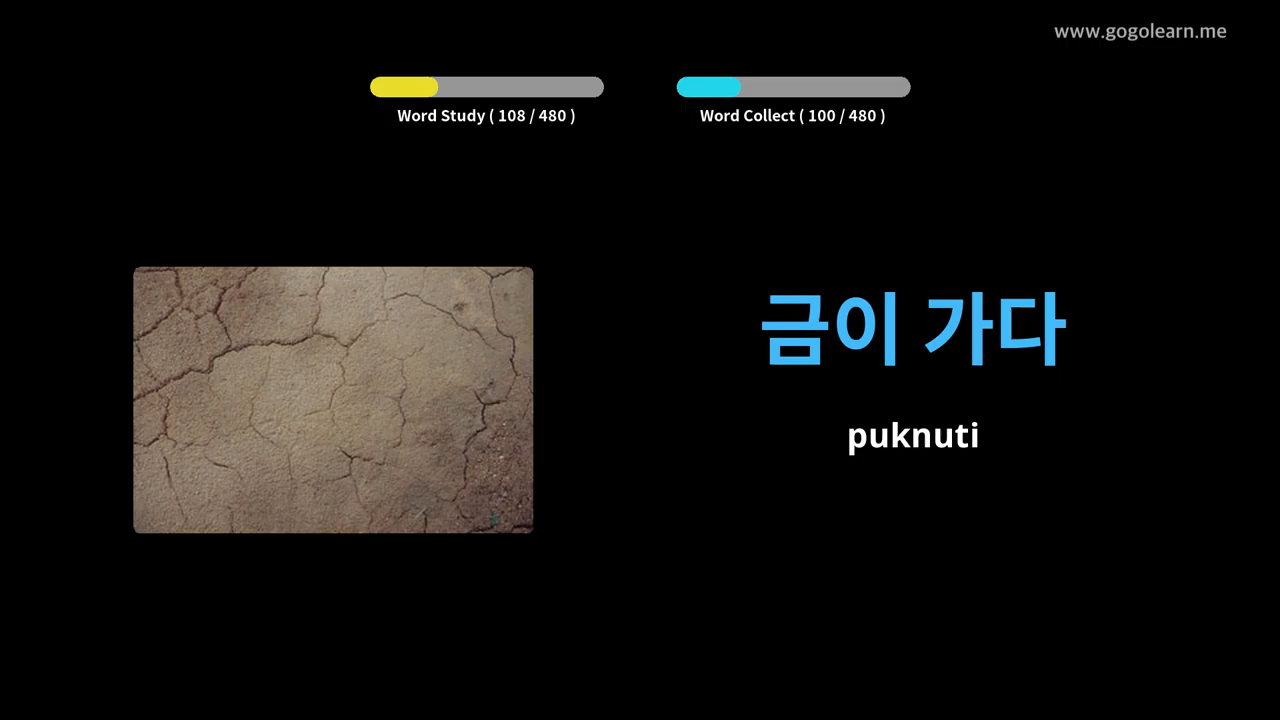 www.gogolearn.me
Word Study ( 108 / 480 )
Word Collect ( 100 / 480 )
금이 가다
puknuti